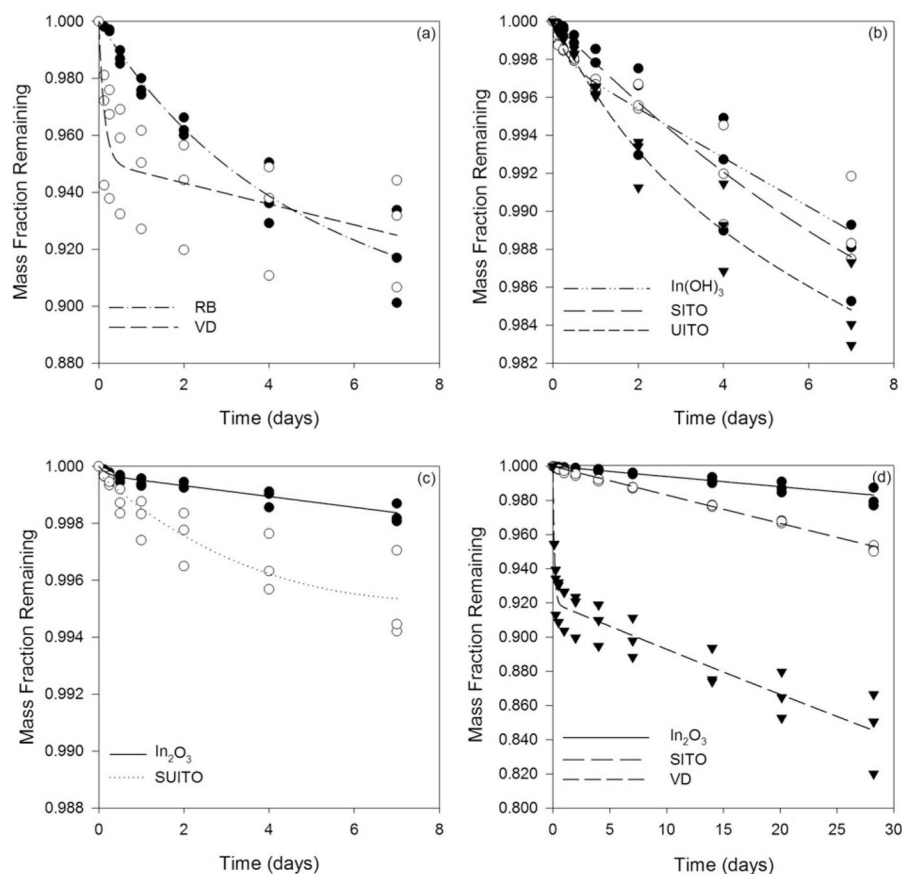 (a)
1.000
0.980
0.960
0.940
0.920
0.900
0.880
Mass Fraction Remaining
RB
VD
0 2 4 6 8
Time (days)
(b)
1.000
0.998
0.996
0.994
0.992
0.990
0.988
0.986
0.984
0.982
Mass Fraction Remaining
In(OH)3
SITO
UITO
0 2 4 6 8
Time (days)
(c)
1.000
0.998
0.996
0.994
0.992
0.990
0.988
Mass Fraction Remaining
In2O3
SUITO
0 2 4 6 8
Time (days)
(d)
1.000
0.980
0.960
0.940
0.920
0.900
0.880
0.860
0.840
0.820
0.800
Mass Fraction Remaining
In2O3
SITO
VD
0 5 10 15 20 25 30
Time (days)